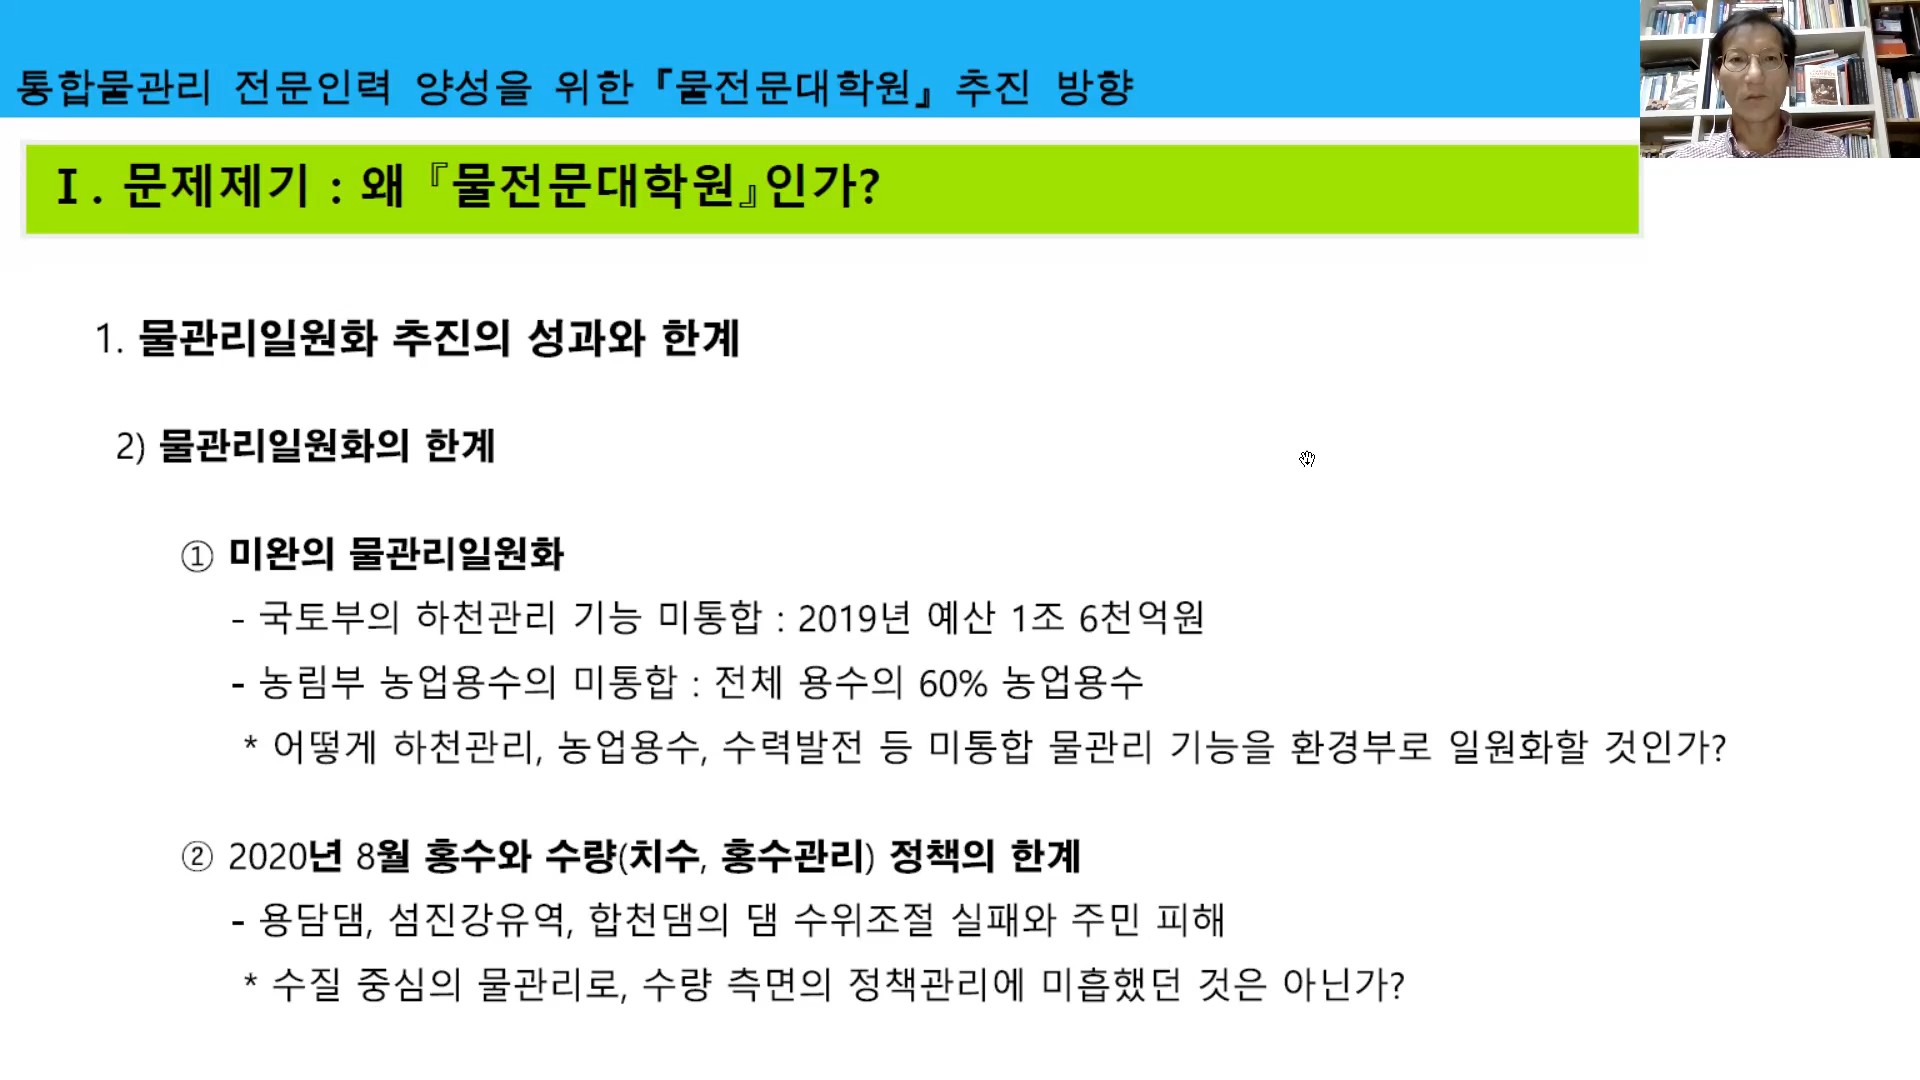 통합물관리 전문인력 양성을 위한『물전문대학원』추진 방향
Ⅰ. 문제제기 : 왜『물전문대학원』인가?
1. 물관리일원화 추진의 성과와 한계
2) 물관리일원화의 한계
① 미완의 물관리일원화
- 국토부의 하천관리 기능 미통합 : 2019년 예산 1조 6천억원
- 농림부 농업용수의 미통합 : 전체 용수의 60% 농업용수
* 어떻게 하천관리, 농업용수, 수력발전 등 미통합 물관리 기능을 환경부로 일원화할 것인가?
② 2020년 8월 홍수와 수량(치수, 홍수관리) 정책의 한계
- 용담댐, 섬진강유역, 합천댐의 댐 수위조절 실패와 주민 피해
* 수질 중심의 물관리로, 수량 측면의 정책관리에 미흡했던 것은 아닌가?